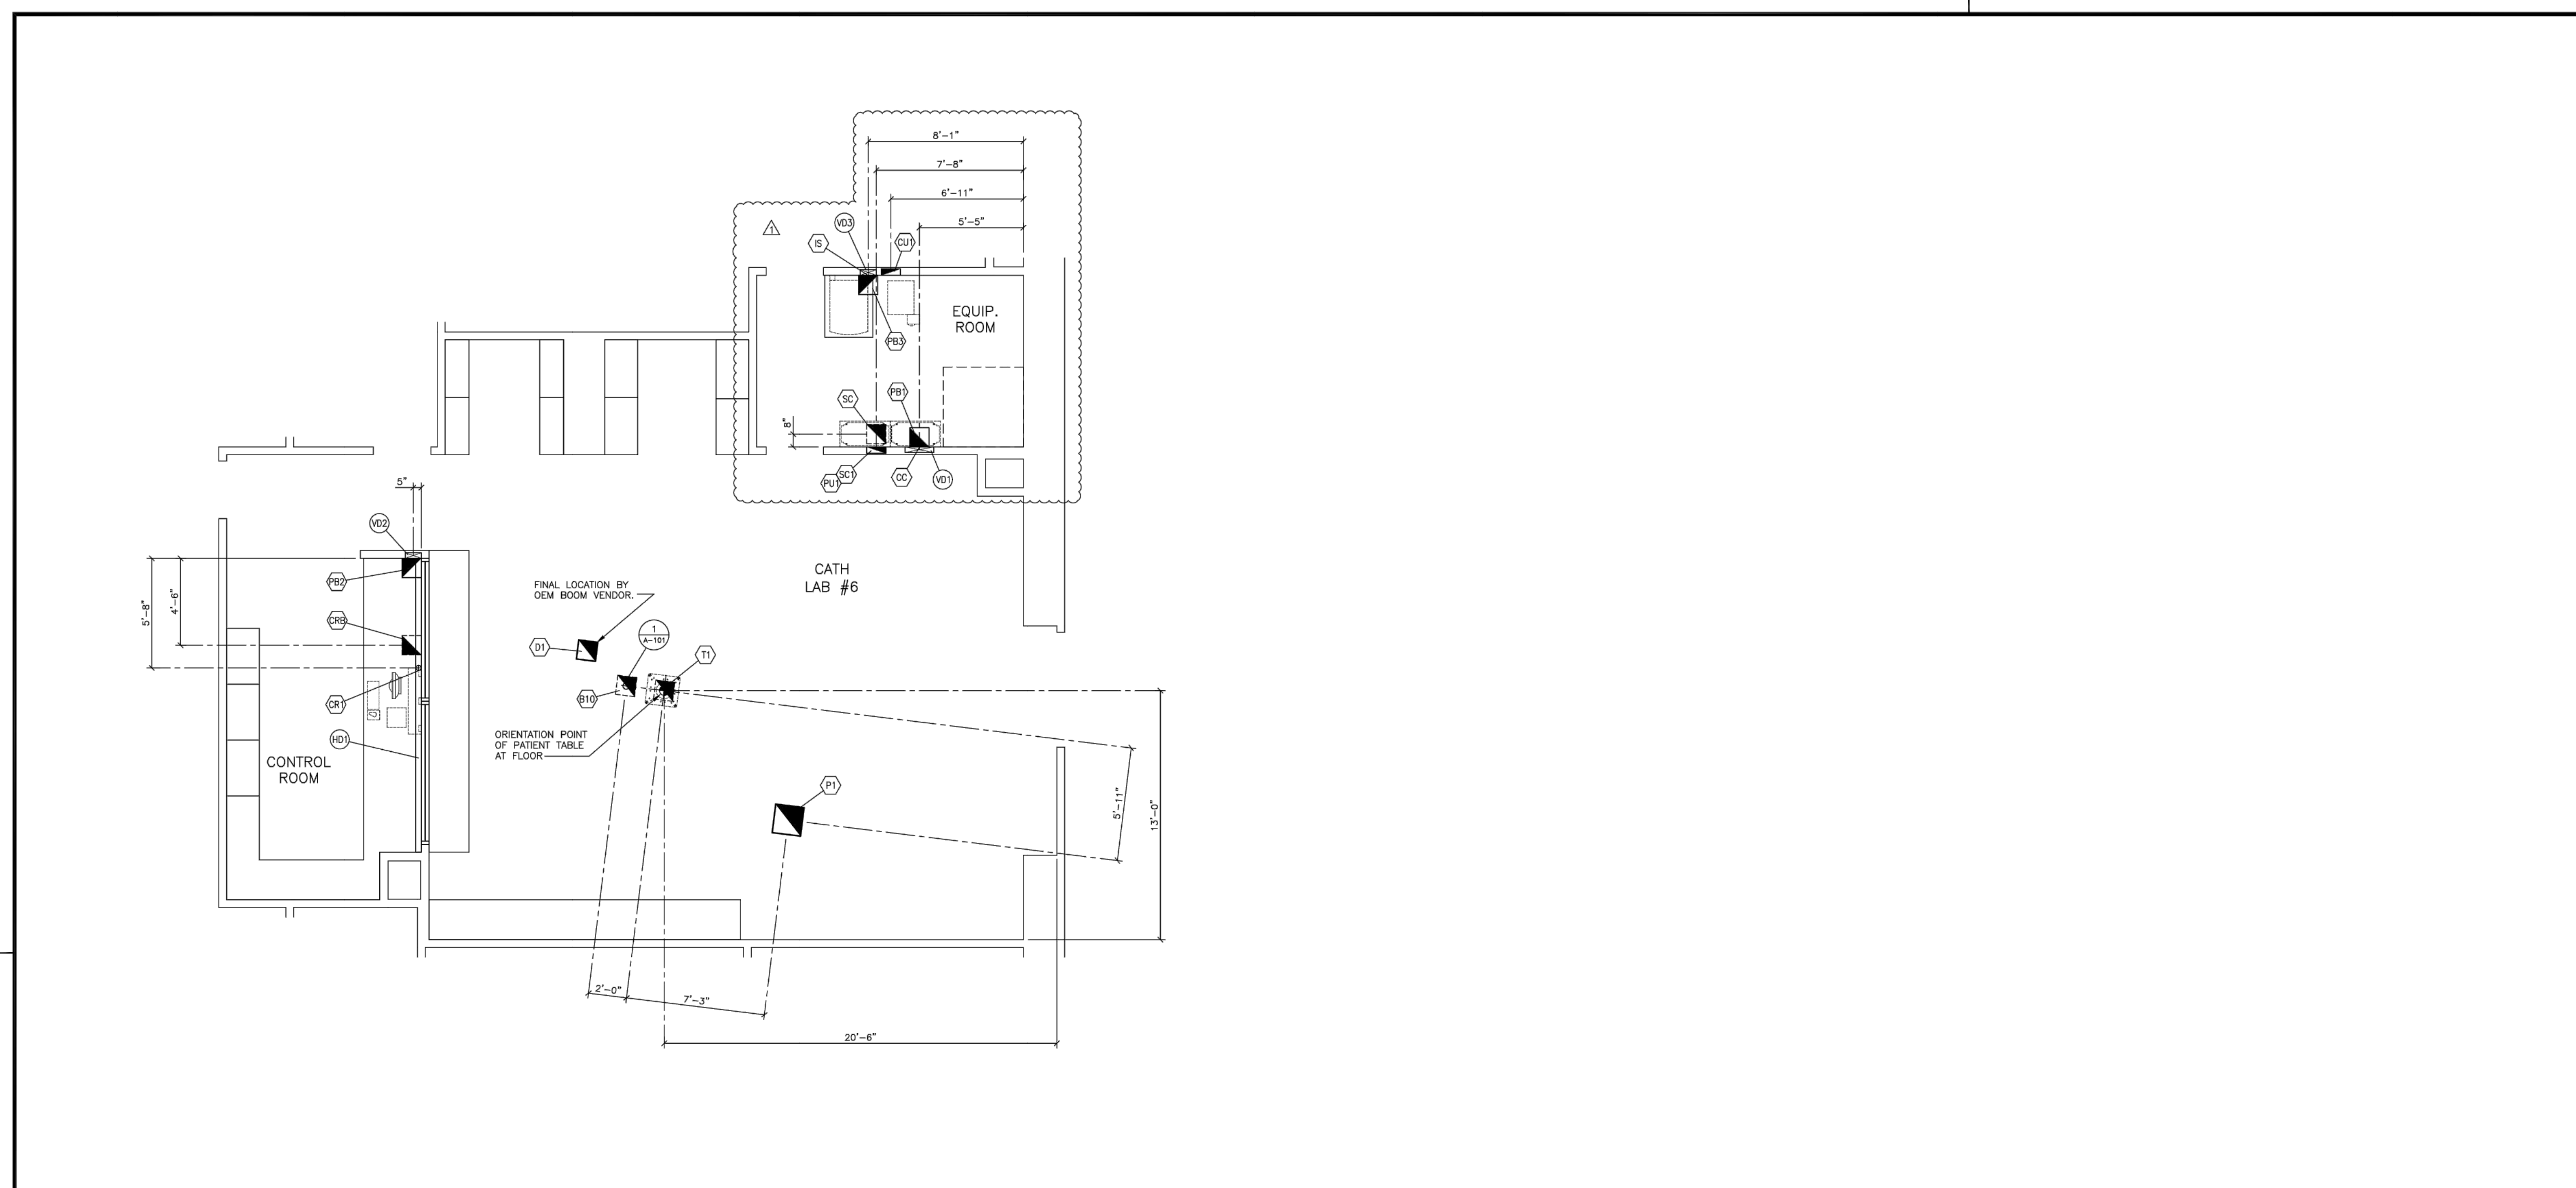 8'-1"
7'-8"
6'-11"
5'-5"
1
VD3
IS
CU1
EQUIP.
ROOM
PB3
SC
PB1
8"
SC1
PU1
CC
VD1
5"
VD2
PB2
CRB
5'-8"
4'-6"
CATH
LAB #6
FINAL LOCATION BY
OEM BOOM VENDOR.
1
A-101
D1
T1
B10
CR1
HD1
ORIENTATION POINT
OF PATIENT TABLE
AT FLOOR
CONTROL
ROOM
P1
5'-11"
13'-0"
2'-0"
7'-3"
20'-6"